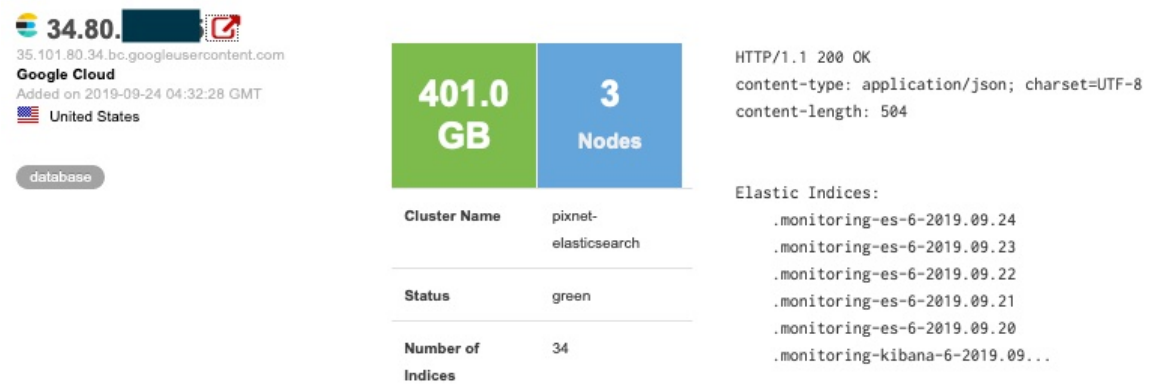 34.80.
35.101.80.34.bc.googleusercontent.com
Google Cloud
Added on 2019-09-24 04:32:28 GMT
United States
database
401.0
GB
3
Nodes
Cluster Name pixnet-
elasticsearch
Status green
Number of 34
Indices
HTTP/1.1 200 OK
content-type: application/json; charset=UTF-8
content-length: 504
Elastic Indices:
.monitoring-es-6-2019.09.24
.monitoring-es-6-2019.09.23
.monitoring-es-6-2019.09.22
.monitoring-es-6-2019.09.21
.monitoring-es-6-2019.09.20
.monitoring-kibana-6-2019.09...